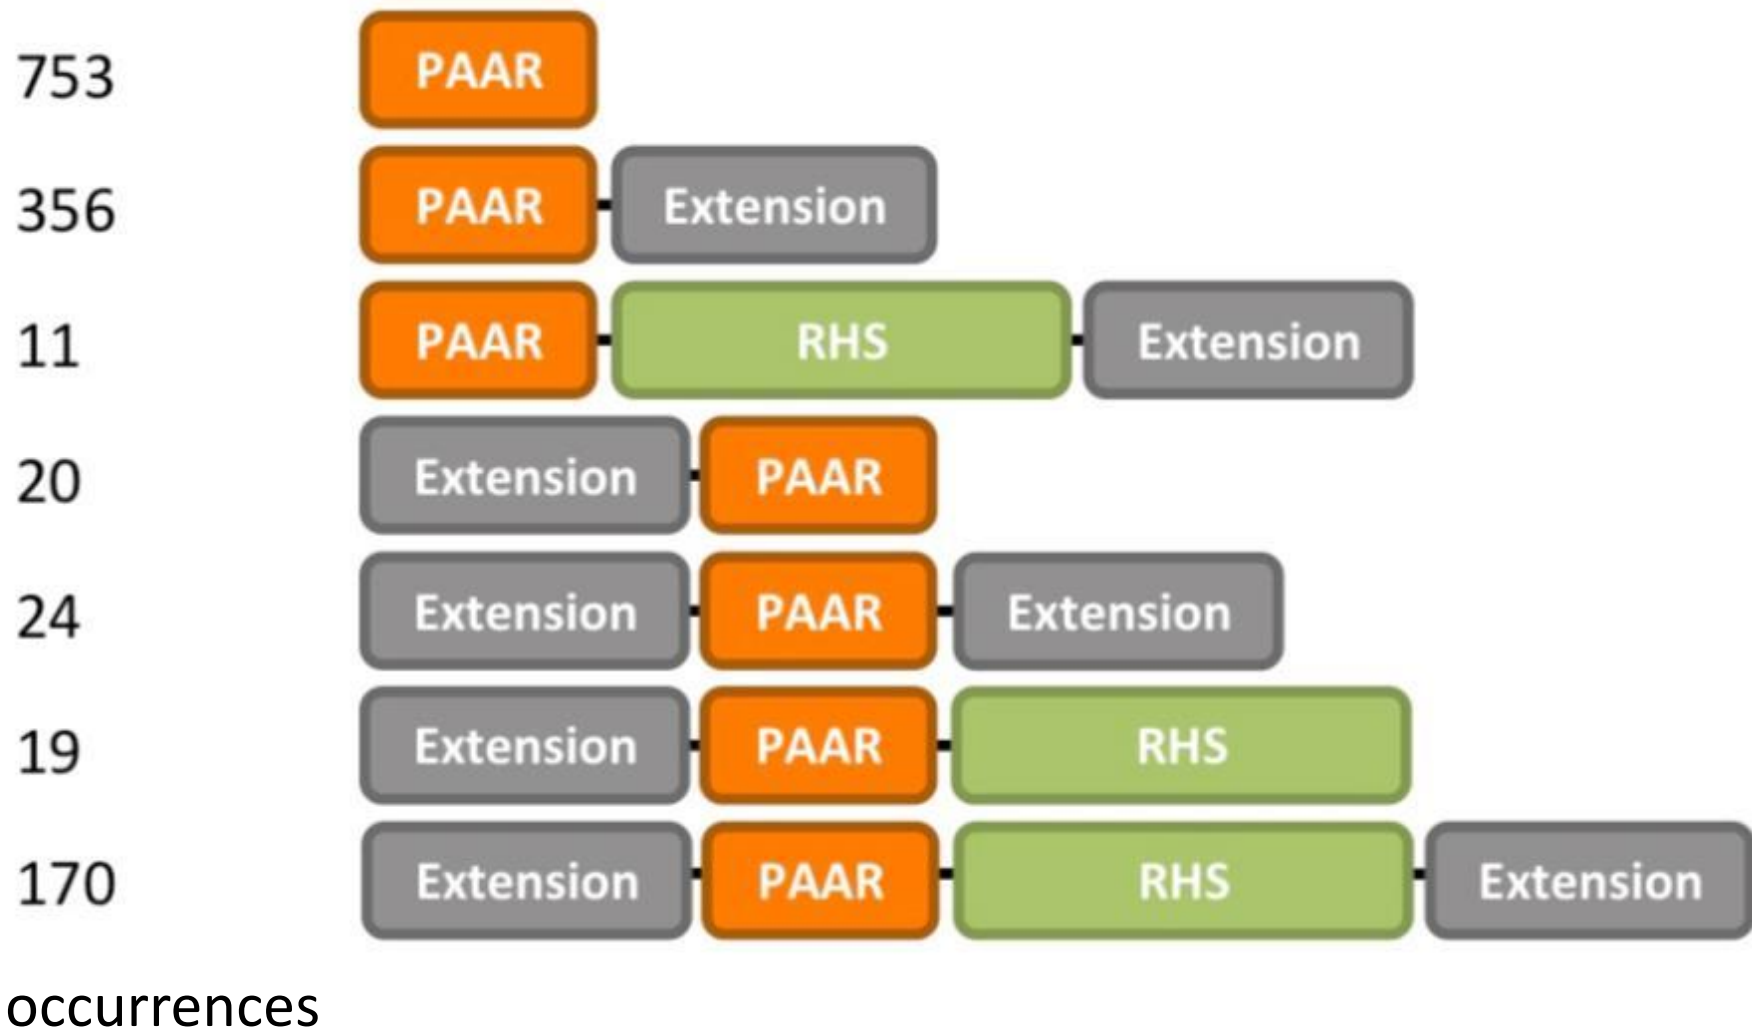 753 PAAR
356 PAAR Extension
11 PAAR RHS Extension
20 Extension PAAR
24 Extension PAAR Extension
19 Extension PAAR RHS
170 Extension PAAR RHS Extension
occurrences